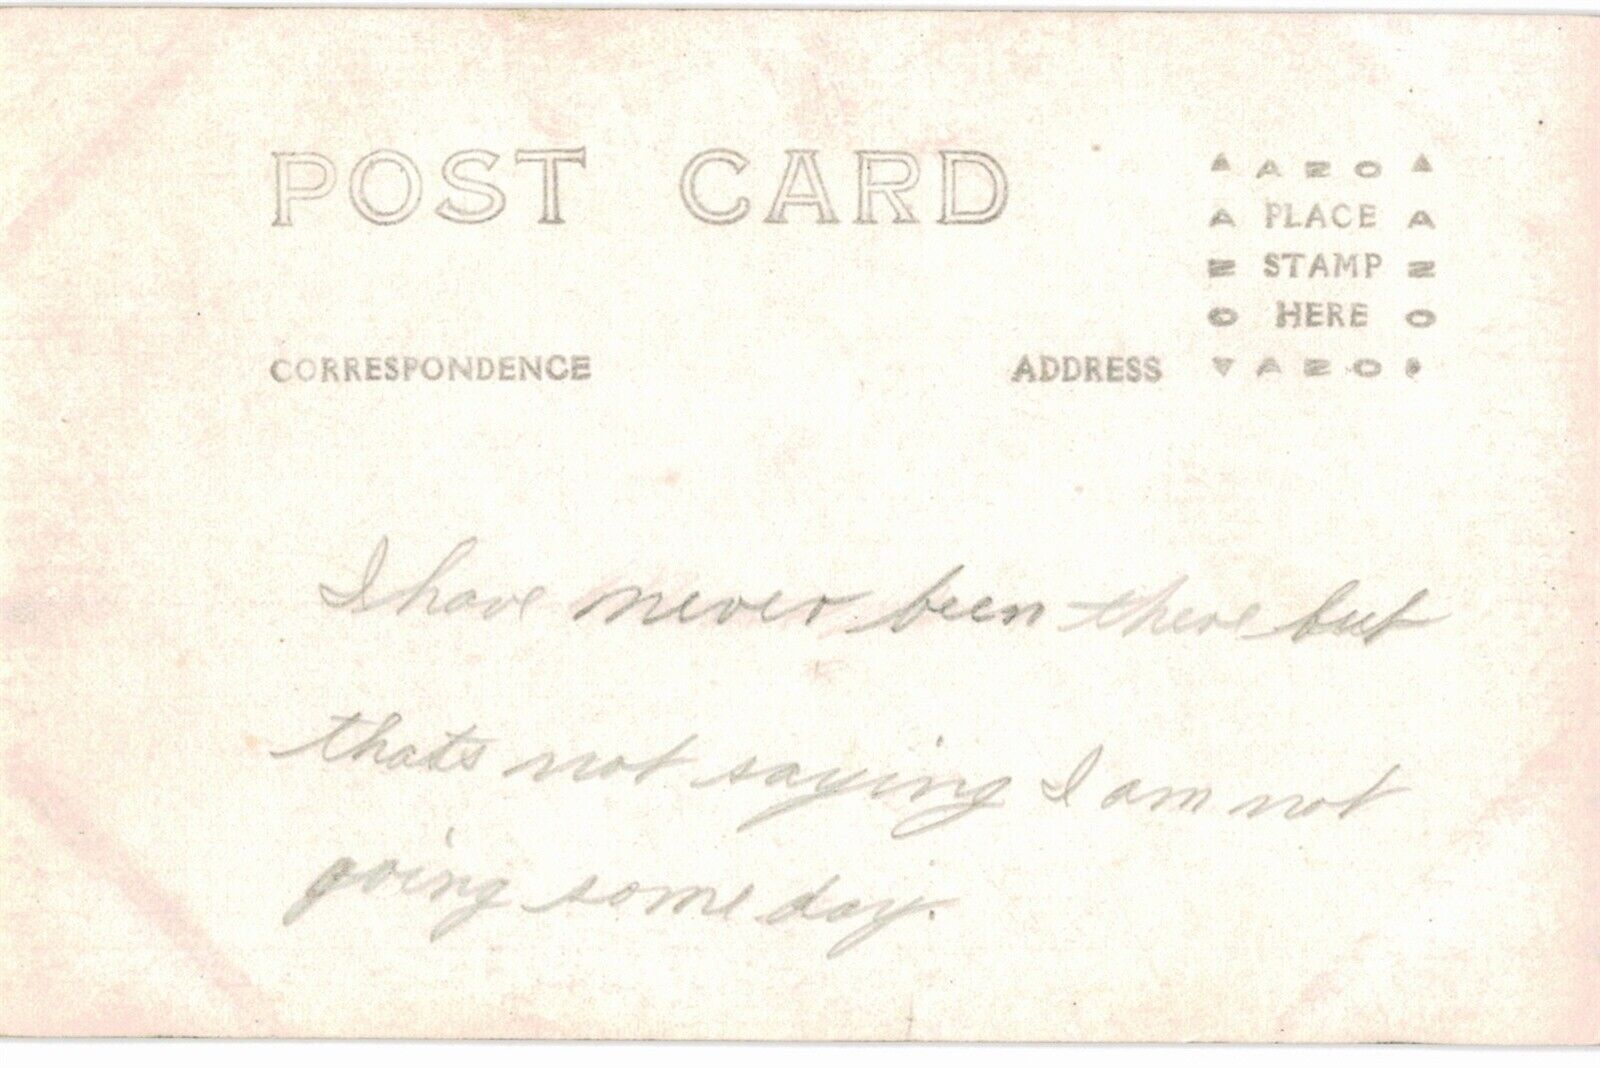 POST CARD
▲ AZO ▲
A PLACE A
Z STAMP Z
O HERE O
CORRESPONDENCE
ADDRESS
▼ AZO
I have never been there but
thats not saying I am not
going some day.